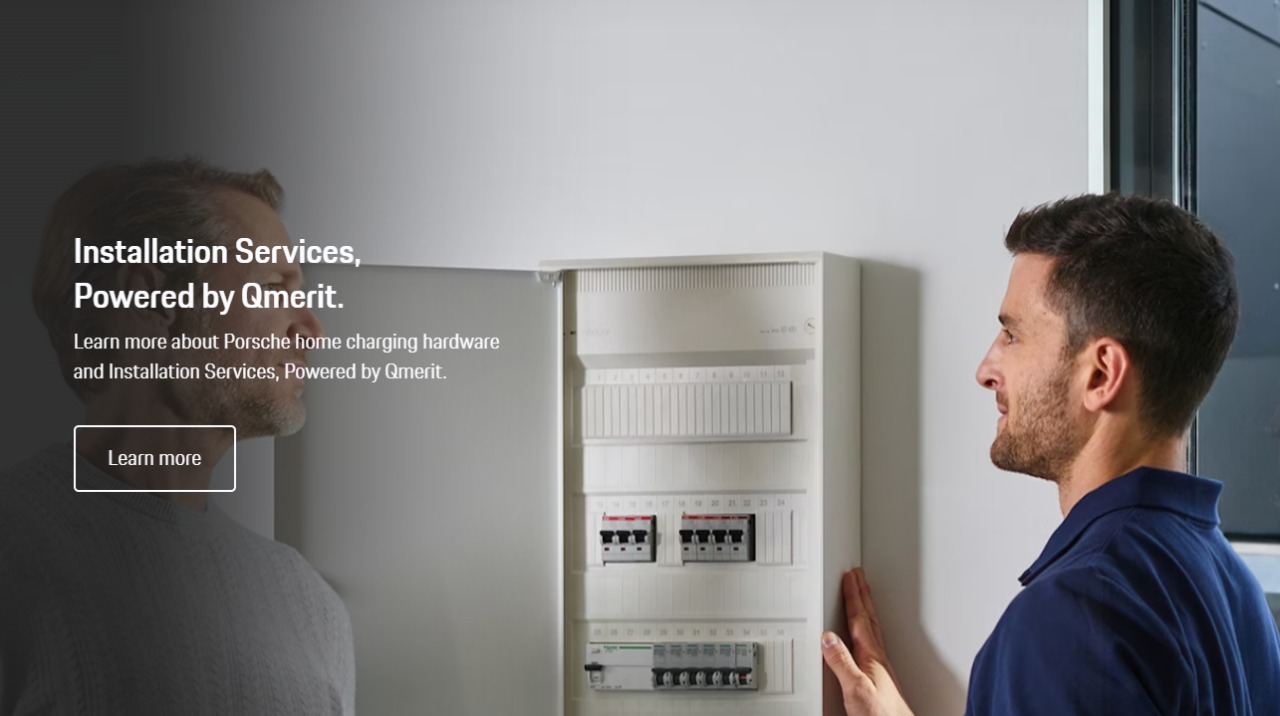 Installation Services,
Powered by Qmerit.
Learn more about Porsche home charging hardware
and Installation Services, Powered by Qmerit.
Learn more